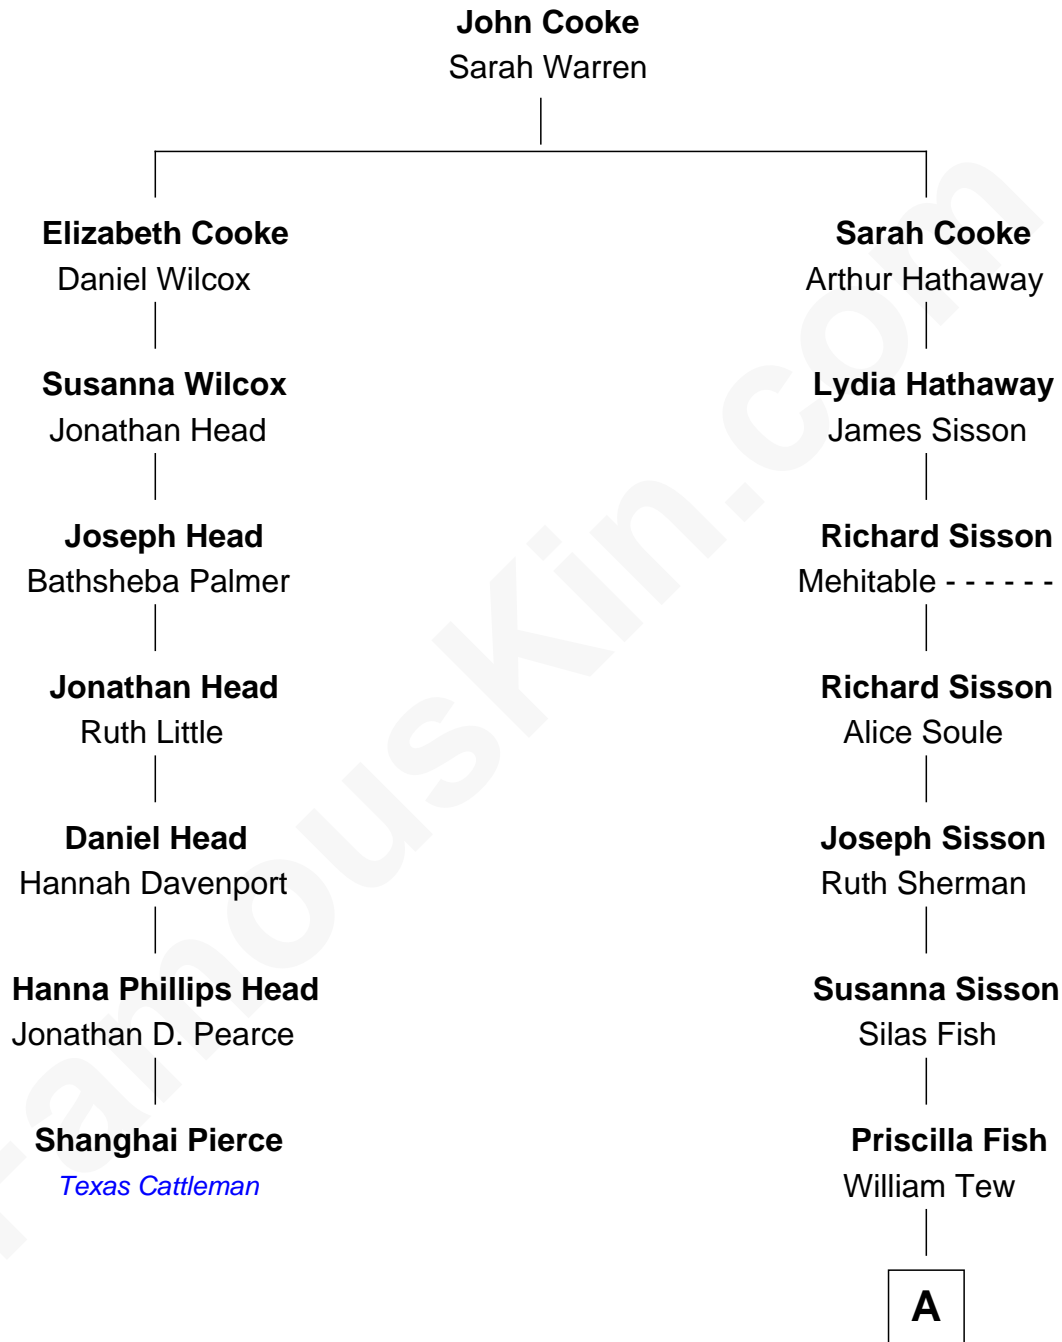 John Cooke
Sarah Warren
Elizabeth Cooke
Daniel Wilcox
Sarah Cooke
Arthur Hathaway
Susanna Wilcox
Jonathan Head
Lydia Hathaway
James Sisson
Joseph Head
Bathsheba Palmer
Richard Sisson
Mehitable - - - - - -
Jonathan Head
Ruth Little
Richard Sisson
Alice Soule
Daniel Head
Hannah Davenport
Joseph Sisson
Ruth Sherman
Hanna Phillips Head
Jonathan D. Pearce
Susanna Sisson
Silas Fish
Shanghai Pierce
Texas Cattleman
Priscilla Fish
William Tew
A
FamousKin.com